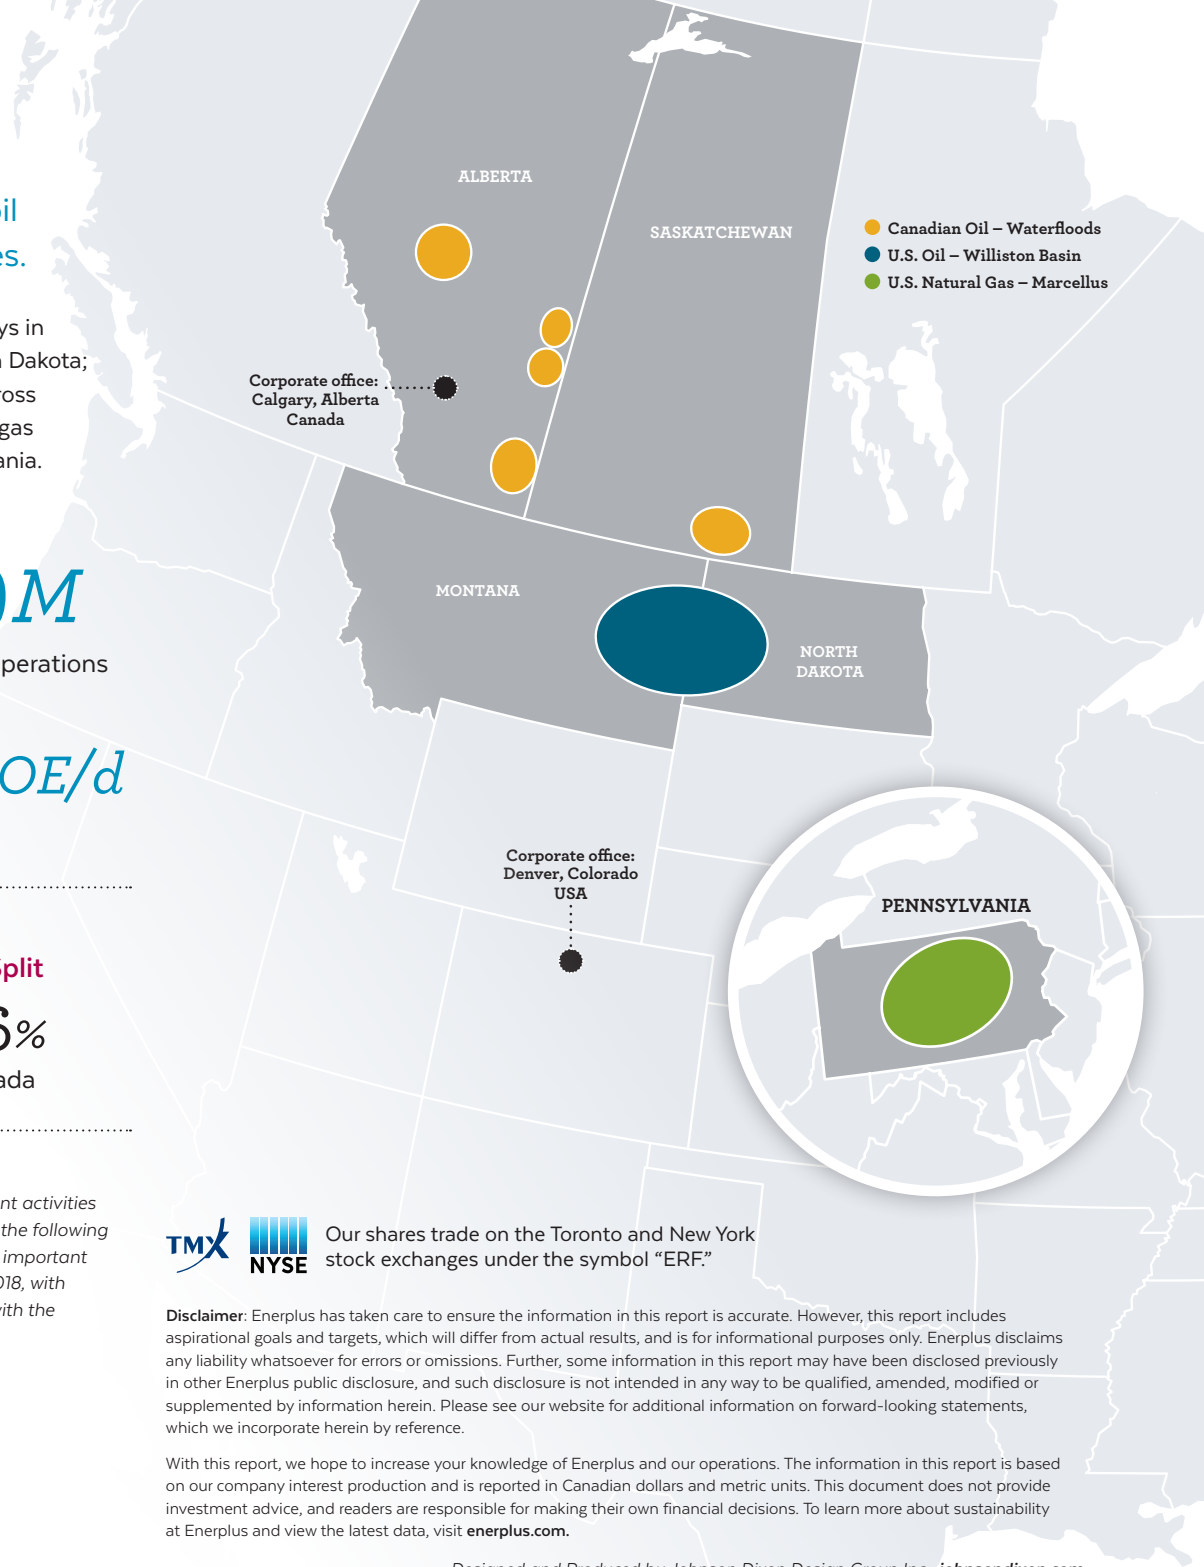 ALBERTA
SASKATCHEWAN
Canadian Oil – Waterfloods
U.S. Oil – Williston Basin
U.S. Natural Gas – Marcellus
Corporate office:
Calgary, Alberta
Canada
MONTANA
NORTH
DAKOTA
Corporate office:
Denver, Colorado
USA
PENNSYLVANIA
ys in
Dakota;
gas
M
OE/d
%
nt activities
the following
important
with
the
TMX
NYSE
Our shares trade on the Toronto and New York
stock exchanges under the symbol “ERF.”
Disclaimer: Enerplus has taken care to ensure the information in this report is accurate. However, this report includes
aspirational goals and targets, which will differ from actual results, and is for informational purposes only. Enerplus disclaims
any liability whatsoever for errors or omissions. Further, some information in this report may have been disclosed previously
in other Enerplus public disclosure, and such disclosure is not intended in any way to be qualified, amended, modified or
supplemented by information herein. Please see our website for additional information on forward-looking statements,
which we incorporate herein by reference.
With this report, we hope to increase your knowledge of Enerplus and our operations. The information in this report is based
on our company interest production and is reported in Canadian dollars and metric units. This document does not provide
investment advice, and readers are responsible for making their own financial decisions. To learn more about sustainability
at Enerplus and view the latest data, visit enerplus.com.